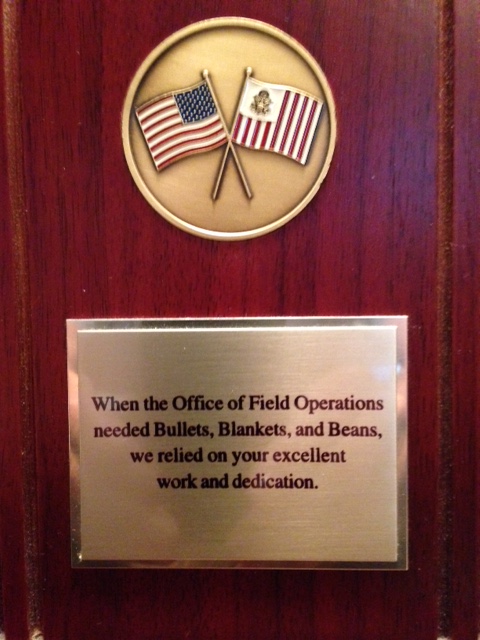 When the Office of Field Operations
needed Bullets, Blankets, and Beans,
we relied on your excellent
work and dedication.